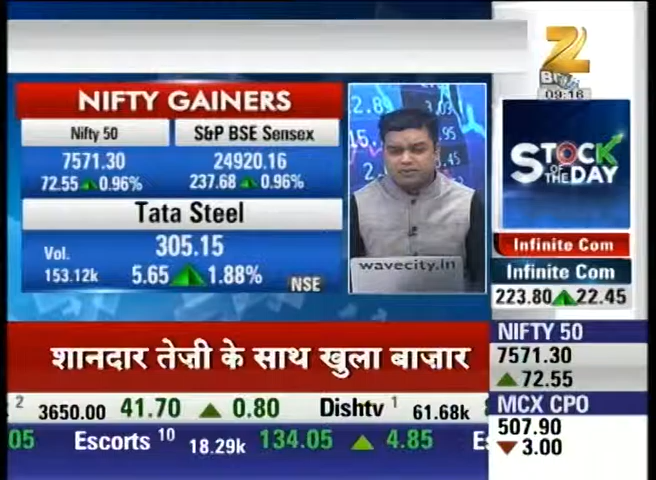 Z
09:16
NIFTY GAINERS
Nifty 50
S&P BSE Sensex
7571.30
24920.16
72.55 ▲ 0.96%
237.68 ▲ 0.96%
Tata Steel
Vol.
153.12k
305.15
5.65 ▲ 1.88%
NSE
wavecity.in
STOCK
OF THE DAY
Infinite Com
Infinite Com
223.80 ▲ 22.45
शानदार तेज़ी के साथ खुला बाज़ार
NIFTY 50
7571.30
▲ 72.55
MCX CPO
507.90
▼ 3.00
2 3650.00 41.70 ▲ 0.80 Dishtv 1 61.68k
05 Escorts 10 18.29k 134.05 ▲ 4.85